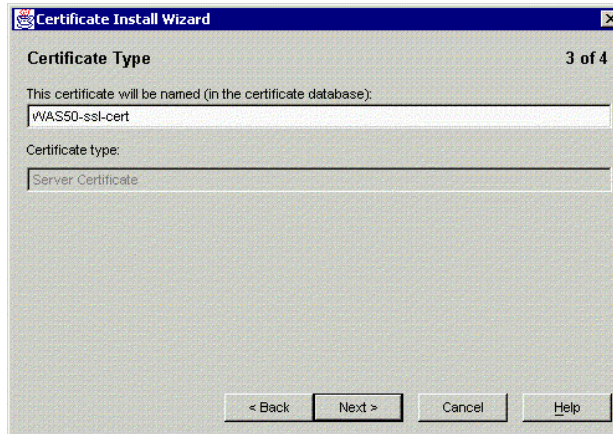 Certificate Install Wizard
Certificate Type 3 of 4
This certificate will be named (in the certificate database):
WAS50-ssl-cert
Certificate type:
Server Certificate
< Back Next > Cancel Help